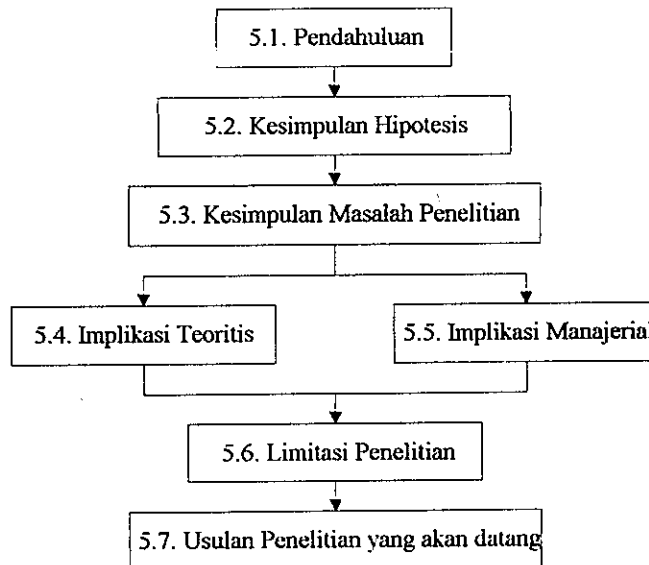 5.1. Pendahuluan
5.2. Kesimpulan Hipotesis
5.3. Kesimpulan Masalah Penelitian
5.4. Implikasi Teoritis
5.5. Implikasi Manajerial
5.6. Limitasi Penelitian
5.7. Usulan Penelitian yang akan datang